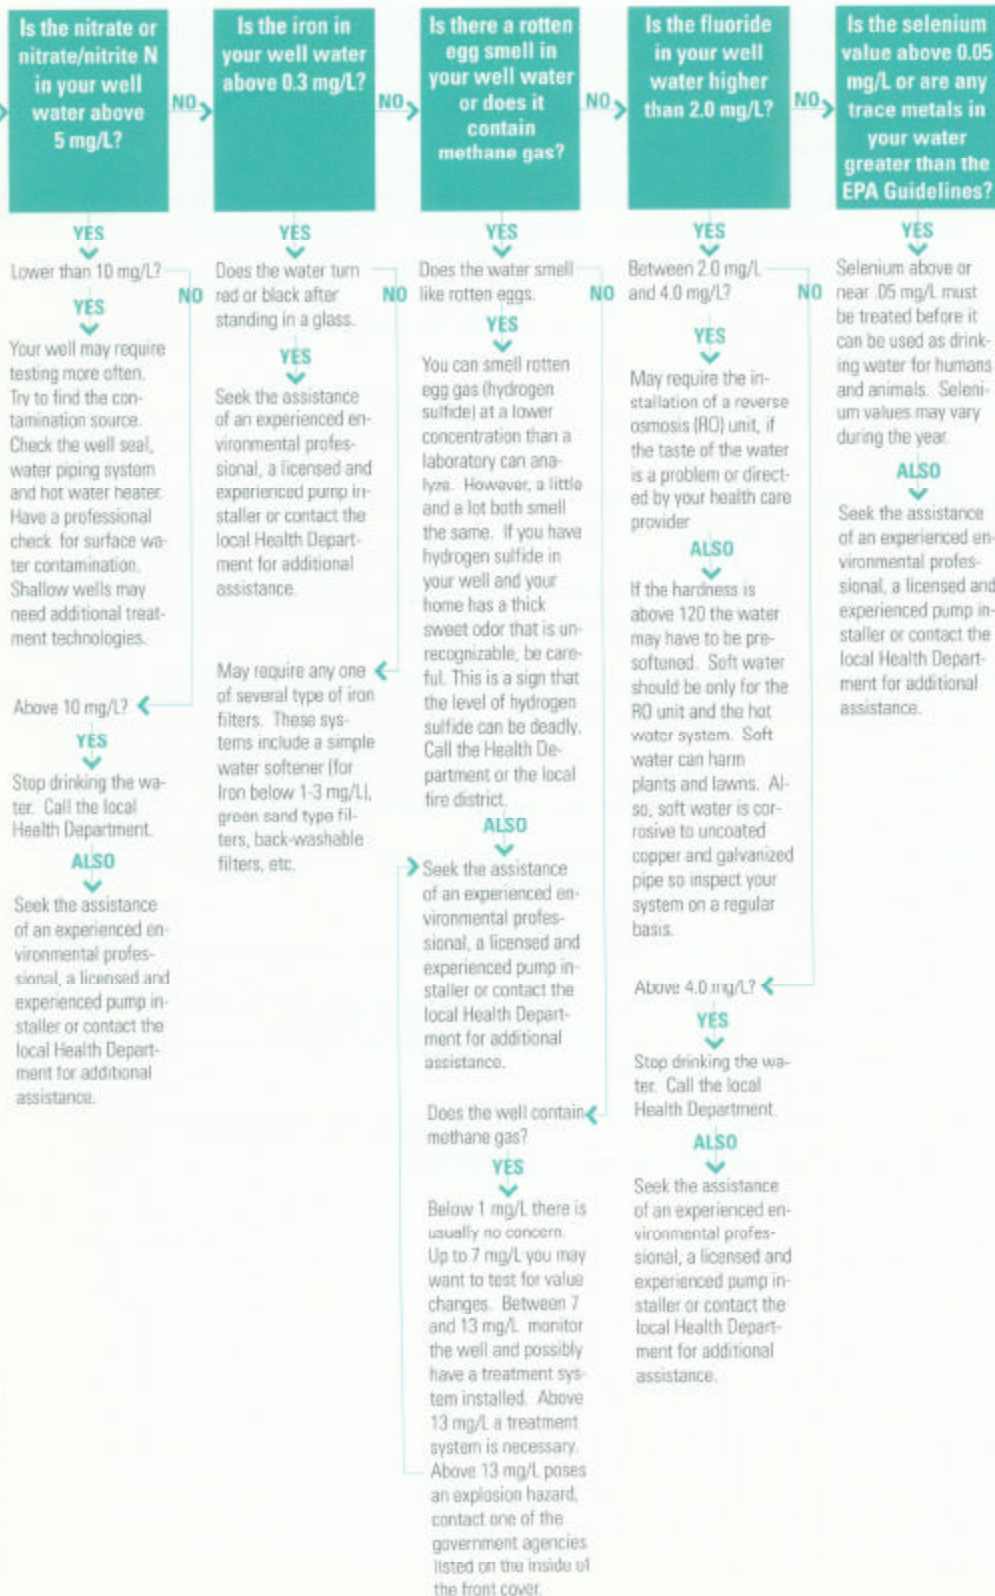 Is the nitrate or
nitrate/nitrite N
in your well
water above
5 mg/L?
NO
Is the iron in
your well water
above 0.3 mg/L?
NO
Is there a rotten
egg smell in
your well water
or does it
contain
methane gas?
NO
Is the fluoride
in your well
water higher
than 2.0 mg/L?
NO
Is the selenium
value above 0.05
mg/L or are any
trace metals in
your water
greater than the
EPA Guidelines?
YES
Lower than 10 mg/L?
NO
YES
Your well may require
testing more often.
Try to find the con-
tamination source.
Check the well seal,
water piping system
and hot water heater.
Have a professional
check for surface wa-
ter contamination.
Shallow wells may
need additional treat-
ment technologies.
Above 10 mg/L?
YES
Stop drinking the wa-
ter. Call the local
Health Department.
ALSO
Seek the assistance
of an experienced en-
vironmental profes-
sional, a licensed and
experienced pump in-
staller or contact the
local Health Depart-
ment for additional
assistance.
YES
Does the water turn
red or black after
standing in a glass.
NO
YES
Seek the assistance
of an experienced en-
vironmental profes-
sional, a licensed and
experienced pump in-
staller or contact the
local Health Depart-
ment for additional
assistance.
May require any one
of several type of iron
filters. These sys-
tems include a simple
water softener (for
Iron below 1-3 mg/L),
green sand type fil-
ters, back-washable
filters, etc.
YES
Does the water smell
like rotten eggs.
NO
YES
You can smell rotten
egg gas (hydrogen
sulfide) at a lower
concentration than a
laboratory can ana-
lyze. However, a little
and a lot both smell
the same. If you have
hydrogen sulfide in
your well and your
home has a thick
sweet odor that is un-
recognizable, be care-
ful. This is a sign that
the level of hydrogen
sulfide can be deadly.
Call the Health De-
partment or the local
fire district.
ALSO
Seek the assistance
of an experienced en-
vironmental profes-
sional, a licensed and
experienced pump in-
staller or contact the
local Health Depart-
ment for additional
assistance.
Does the well contain
methane gas?
YES
Below 1 mg/L there is
usually no concern.
Up to 7 mg/L you may
want to test for value
changes. Between 7
and 13 mg/L monitor
the well and possibly
have a treatment sys-
tem installed. Above
13 mg/L a treatment
system is necessary.
Above 13 mg/L poses
an explosion hazard,
contact one of the
government agencies
listed on the inside of
the front cover.
YES
Between 2.0 mg/L
and 4.0 mg/L?
NO
YES
May require the in-
stallation of a reverse
osmosis (RO) unit, if
the taste of the water
is a problem or direct-
ed by your health care
provider
ALSO
If the hardness is
above 120 the water
may have to be pre-
softened. Soft water
should be only for the
RO unit and the hot
water system. Soft
water can harm
plants and lawns. Al-
so, soft water is cor-
rosive to uncoated
copper and galvanized
pipe so inspect your
system on a regular
basis.
Above 4.0 mg/L?
YES
Stop drinking the wa-
ter. Call the local
Health Department.
ALSO
Seek the assistance
of an experienced en-
vironmental profes-
sional, a licensed and
experienced pump in-
staller or contact the
local Health Depart-
ment for additional
assistance.
YES
Selenium above or
near .05 mg/L must
be treated before it
can be used as drink-
ing water for humans
and animals. Seleni-
um values may vary
during the year.
ALSO
Seek the assistance
of an experienced en-
vironmental profes-
sional, a licensed and
experienced pump in-
staller or contact the
local Health Depart-
ment for additional
assistance.